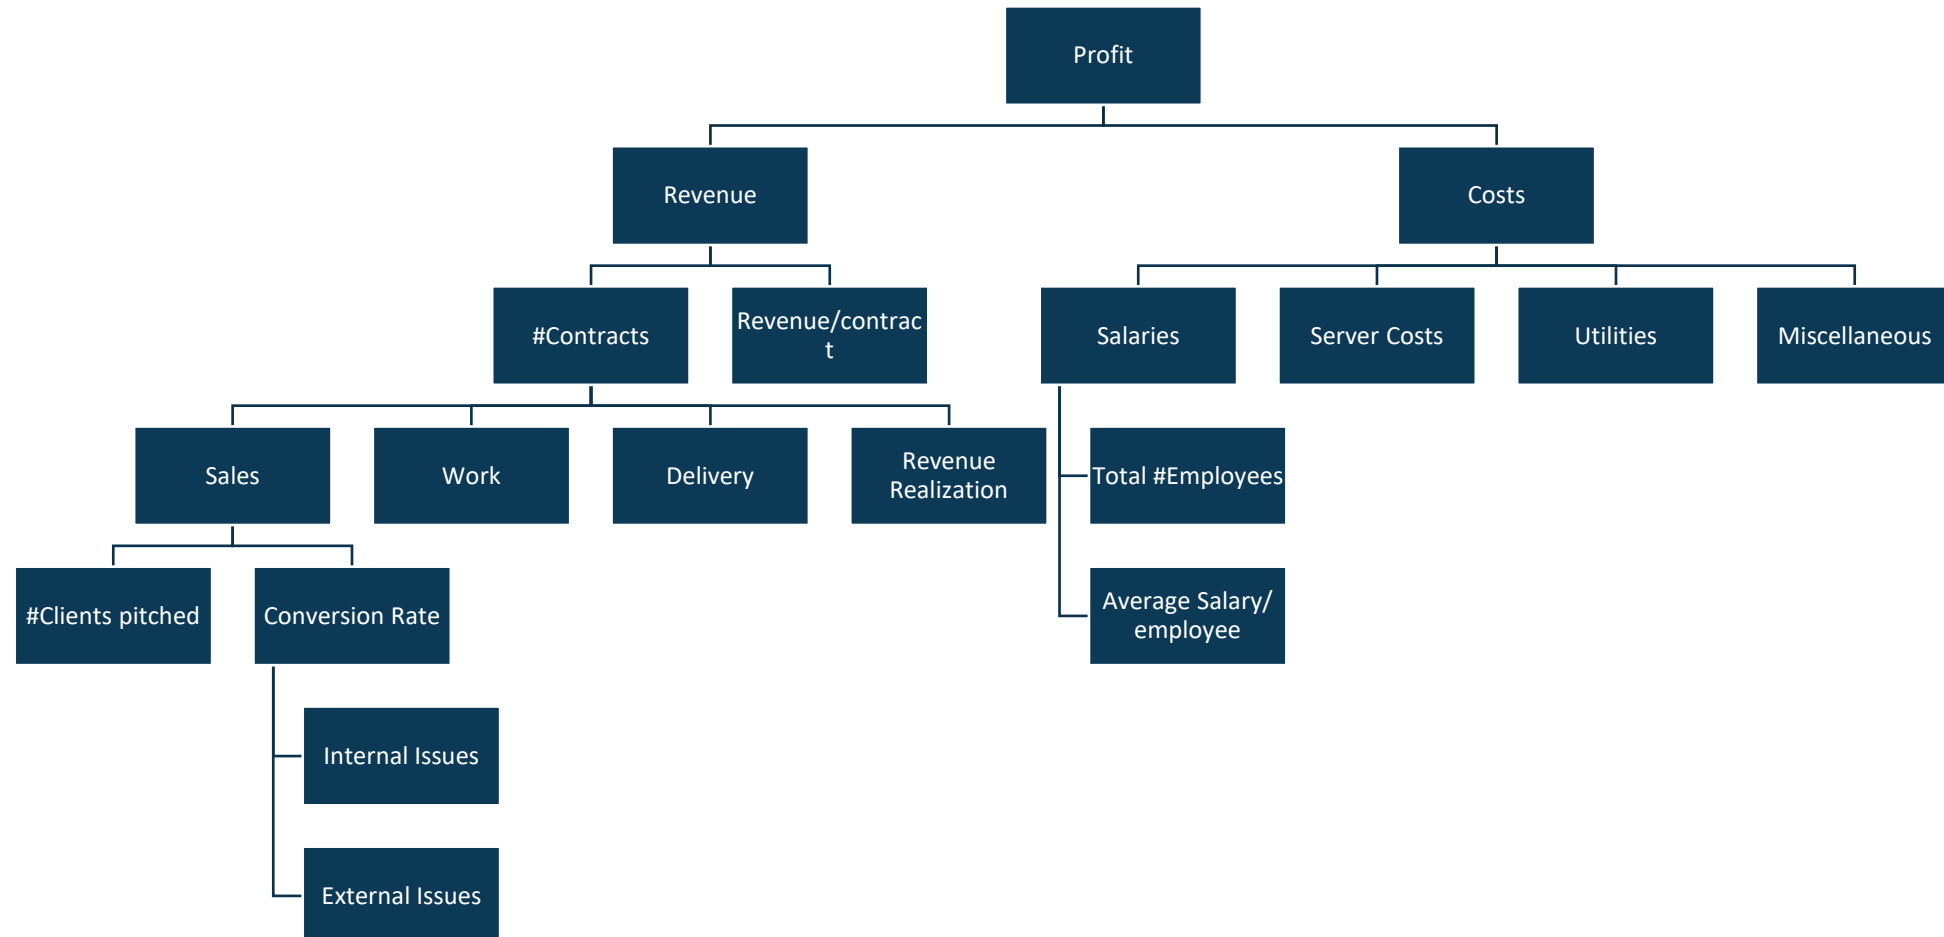 Profit
Revenue
Costs
#Contracts
Revenue/contrac
t
Salaries
Server Costs
Utilities
Miscellaneous
Sales
Work
Delivery
Revenue
Realization
Total #Employees
#Clients pitched
Conversion Rate
Average Salary/
employee
Internal Issues
External Issues